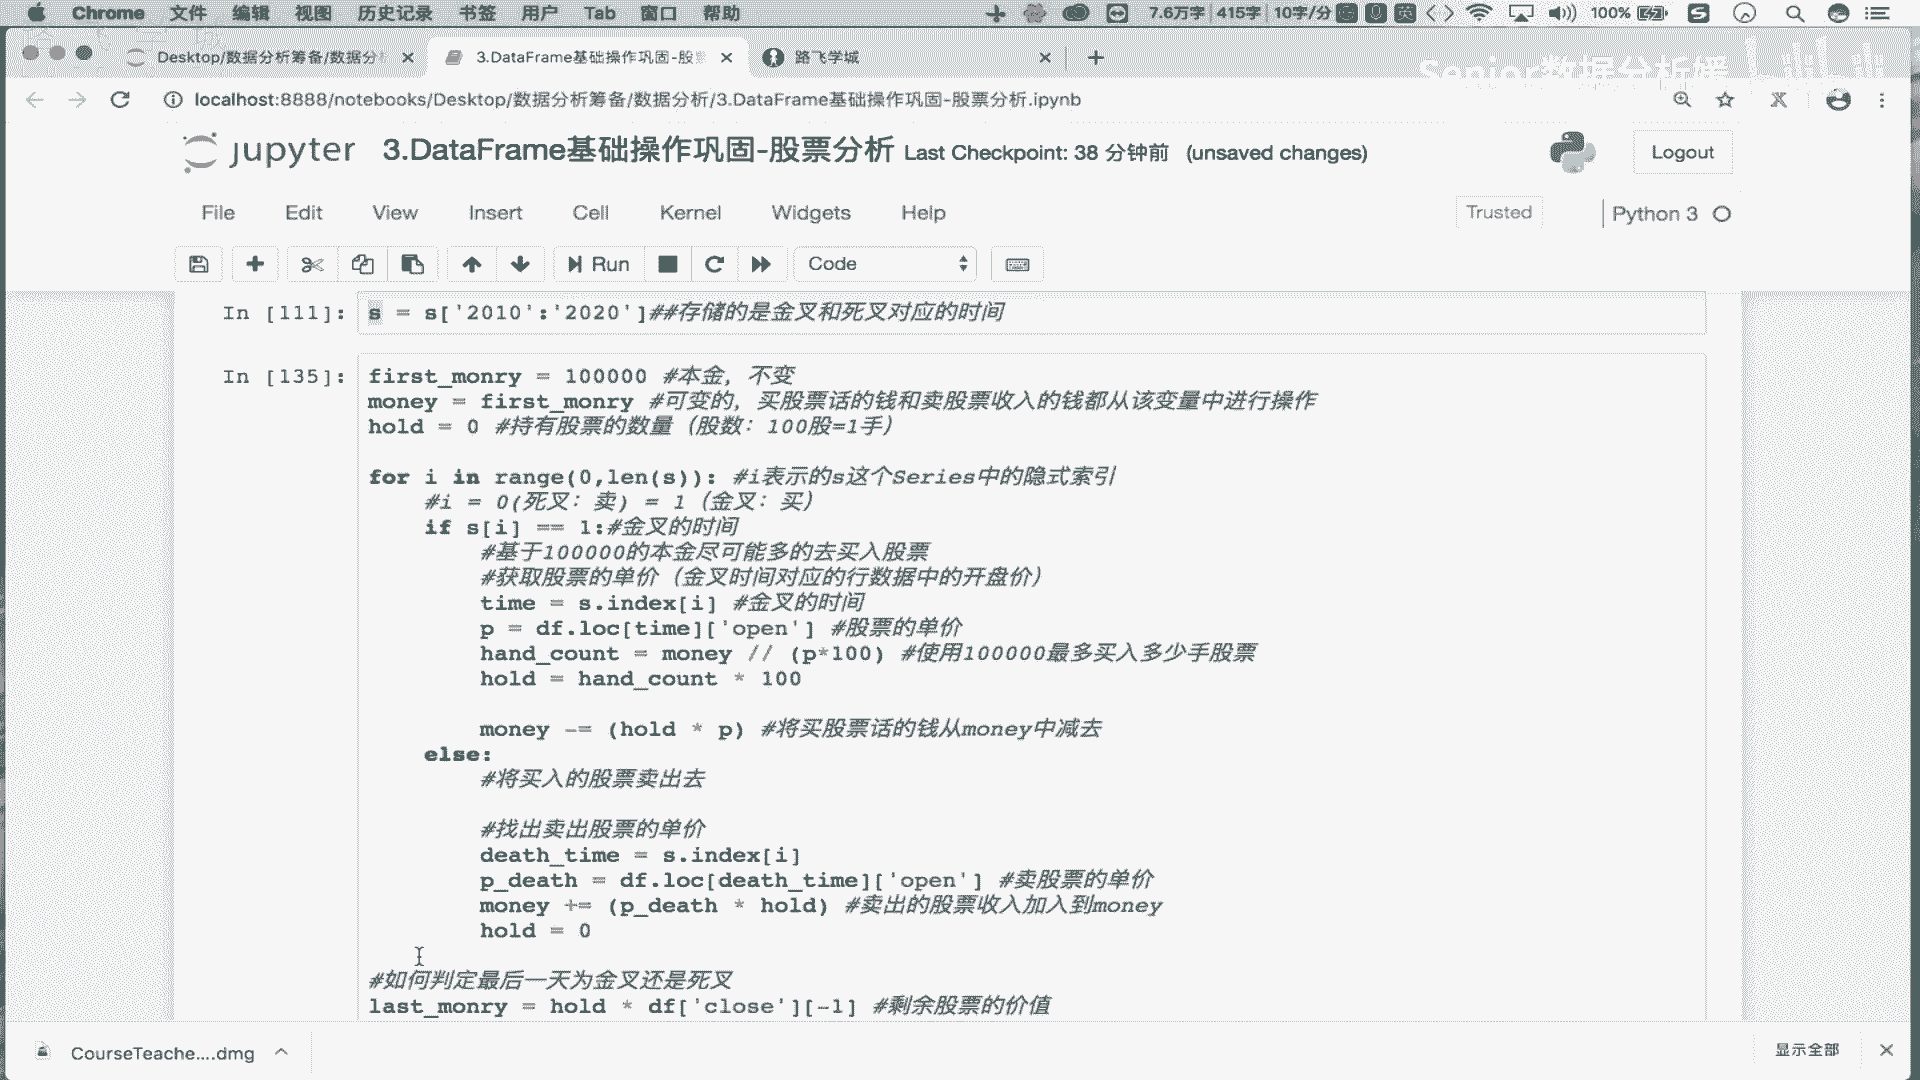 Chrome 文件 编辑 视图 历史记录 书签 用户 Tab 窗口 帮助 7.6万字 415字 10字/分 英 100%
Desktop/数据分析筹备/数据分
3.DataFrame基础操作巩固-股票
路飞学城
Senior数据分析媛 bilibili
localhost:8888/notebooks/Desktop/数据分析筹备/数据分析/3.DataFrame基础操作巩固-股票分析.ipynb
jupyter 3.DataFrame基础操作巩固-股票分析 Last Checkpoint: 38 分钟前 (unsaved changes)
Logout
File Edit View Insert Cell Kernel Widgets Help Trusted Python 3
Run Code
In [111]: s = s['2010':'2020']##存储的是金叉和死叉对应的时间
In [135]: first_monry = 100000 #本金，不变
money = first_monry #可变的，买股票话的钱和卖股票收入的钱都从该变量中进行操作
hold = 0 #持有股票的数量（股数：100股=1手）
for i in range(0,len(s)): #i表示的s这个Series中的隐式索引
#i = 0(死叉：卖) = 1（金叉：买）
if s[i] == 1:#金叉的时间
#基于100000的本金尽可能多的去买入股票
#获取股票的单价（金叉时间对应的行数据中的开盘价）
time = s.index[i] #金叉的时间
p = df.loc[time]['open'] #股票的单价
hand_count = money // (p*100) #使用100000最多买入多少手股票
hold = hand_count * 100
money -= (hold * p) #将买股票话的钱从money中减去
else:
#将买入的股票卖出去
#找出卖出股票的单价
death_time = s.index[i]
p_death = df.loc[death_time]['open'] #卖股票的单价
money += (p_death * hold) #卖出的股票收入加入到money
hold = 0
#如何判定最后一天为金叉还是死叉
last_monry = hold * df['close'][-1] #剩余股票的价值
CourseTeache....dmg
显示全部